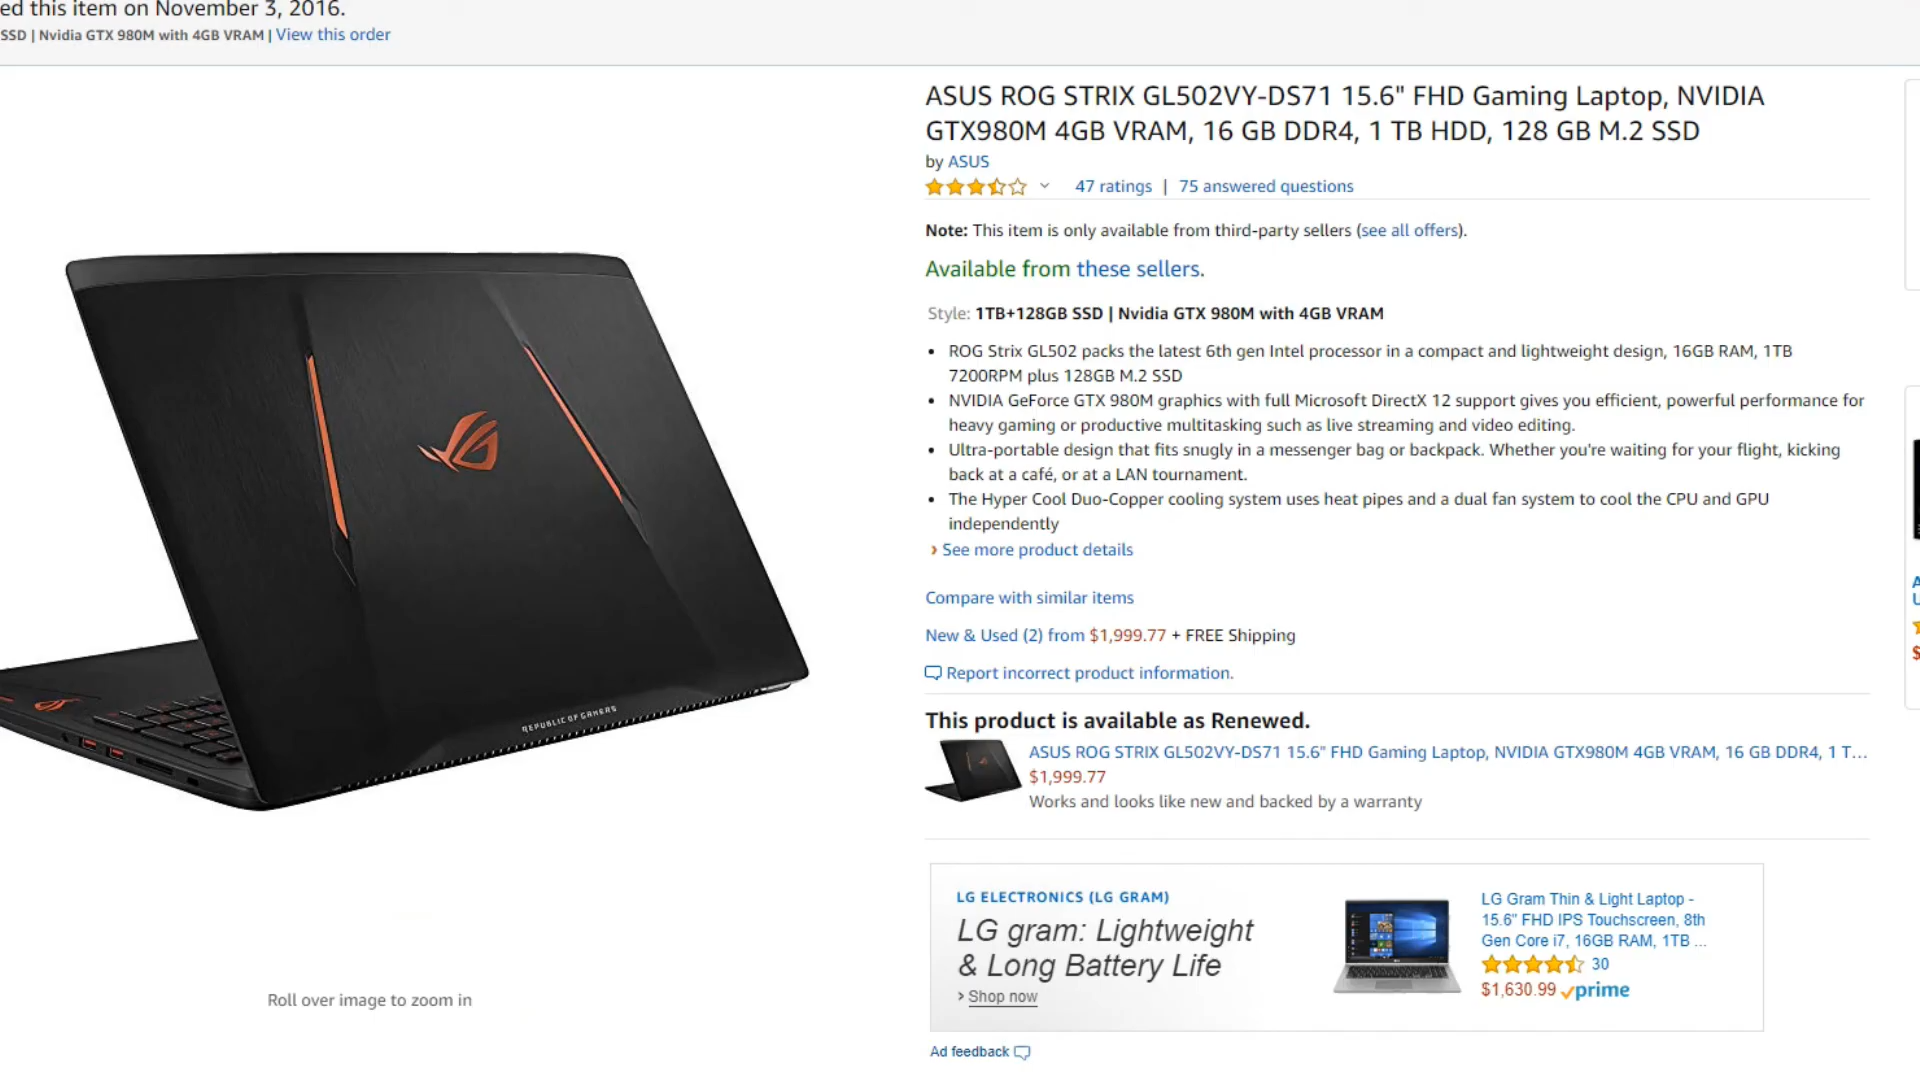 ed this item on November 3, 2016.
SSD | Nvidia GTX 980M with 4GB VRAM | View this order
ASUS ROG STRIX GL502VY-DS71 15.6" FHD Gaming Laptop, NVIDIA
GTX980M 4GB VRAM, 16 GB DDR4, 1 TB HDD, 128 GB M.2 SSD
by ASUS
47 ratings | 75 answered questions
Note: This item is only available from third-party sellers (see all offers).
Available from these sellers.
Style: 1TB+128GB SSD | Nvidia GTX 980M with 4GB VRAM
• ROG Strix GL502 packs the latest 6th gen Intel processor in a compact and lightweight design, 16GB RAM, 1TB
7200RPM plus 128GB M.2 SSD
• NVIDIA GeForce GTX 980M graphics with full Microsoft DirectX 12 support gives you efficient, powerful performance for
heavy gaming or productive multitasking such as live streaming and video editing.
• Ultra-portable design that fits snugly in a messenger bag or backpack. Whether you're waiting for your flight, kicking
back at a café, or at a LAN tournament.
• The Hyper Cool Duo-Copper cooling system uses heat pipes and a dual fan system to cool the CPU and GPU
independently
› See more product details
Compare with similar items
New & Used (2) from $1,999.77 + FREE Shipping
Report incorrect product information.
This product is available as Renewed.
ASUS ROG STRIX GL502VY-DS71 15.6" FHD Gaming Laptop, NVIDIA GTX980M 4GB VRAM, 16 GB DDR4, 1 T...
$1,999.77
Works and looks like new and backed by a warranty
REPUBLIC OF GAMERS
Roll over image to zoom in
LG ELECTRONICS (LG GRAM)
LG gram: Lightweight
& Long Battery Life
› Shop now
LG Gram Thin & Light Laptop -
15.6" FHD IPS Touchscreen, 8th
Gen Core i7, 16GB RAM, 1TB ...
30
$1,630.99 prime
Ad feedback